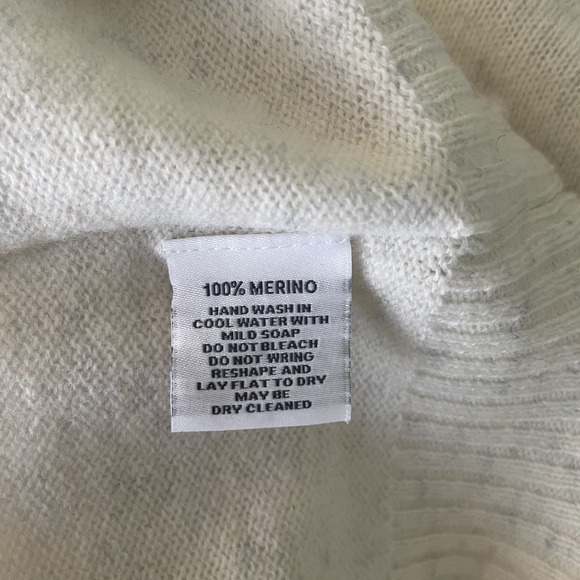 100% MERINO
HAND WASH IN
COOL WATER WITH
MILD SOAP
DO NOT BLEACH
DO NOT WRING
RESHAPE AND
LAY FLAT TO DRY
MAY BE
DRY CLEANED